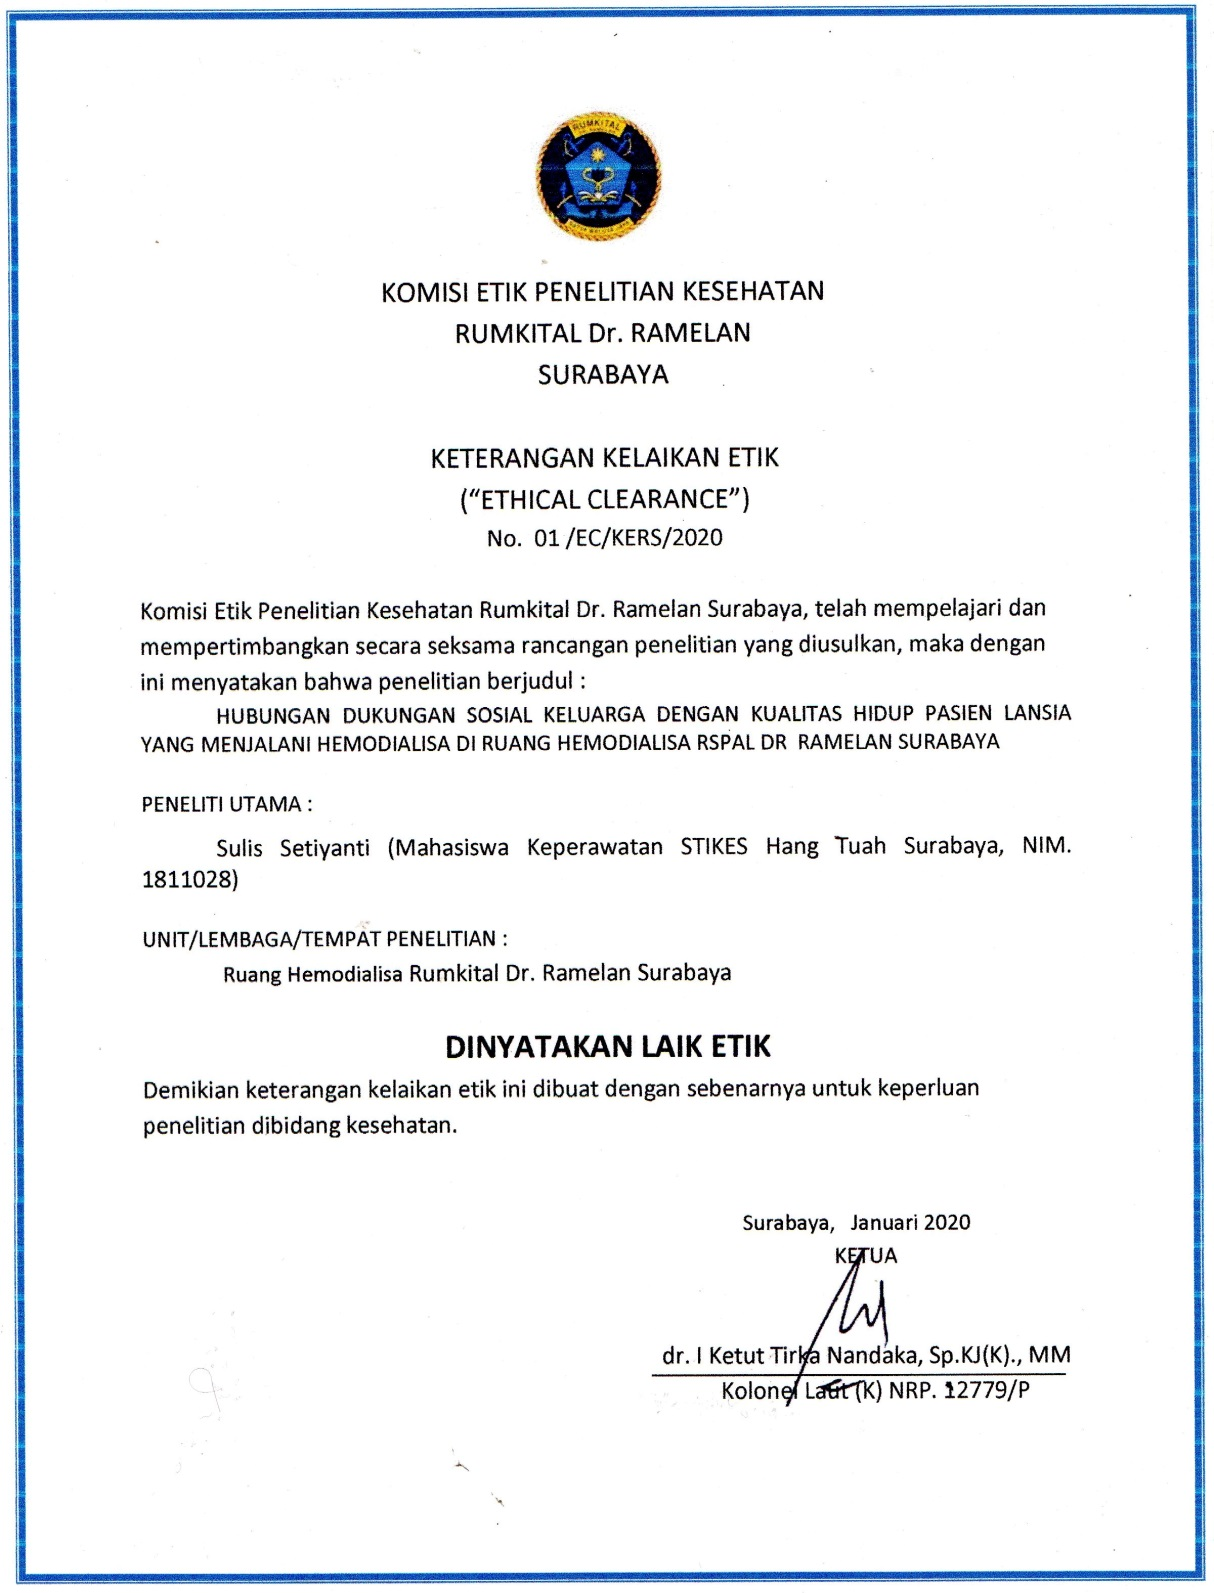 RUMKITAL
KOMISI ETIK PENELITIAN KESEHATAN
RUMKITAL Dr. RAMELAN
SURABAYA
KETERANGAN KELAIKAN ETIK
(“ETHICAL CLEARANCE”)
No. 01 /EC/KERS/2020
Komisi Etik Penelitian Kesehatan Rumkital Dr. Ramelan Surabaya, telah mempelajari dan
mempertimbangkan secara seksama rancangan penelitian yang diusulkan, maka dengan
ini menyatakan bahwa penelitian berjudul :
HUBUNGAN DUKUNGAN SOSIAL KELUARGA DENGAN KUALITAS HIDUP PASIEN LANSIA
YANG MENJALANI HEMODIALISA DI RUANG HEMODIALISA RSPAL DR RAMELAN SURABAYA
PENELITI UTAMA :
Sulis Setiyanti (Mahasiswa Keperawatan STIKES Hang Tuah Surabaya, NIM.
1811028)
UNIT/LEMBAGA/TEMPAT PENELITIAN :
Ruang Hemodialisa Rumkital Dr. Ramelan Surabaya
DINYATAKAN LAIK ETIK
Demikian keterangan kelaikan etik ini dibuat dengan sebenarnya untuk keperluan
penelitian dibidang kesehatan.
Surabaya, Januari 2020
KETUA
dr. I Ketut Tirka Nandaka, Sp.KJ(K)., MM
Kolonel Laut (K) NRP. 12779/P